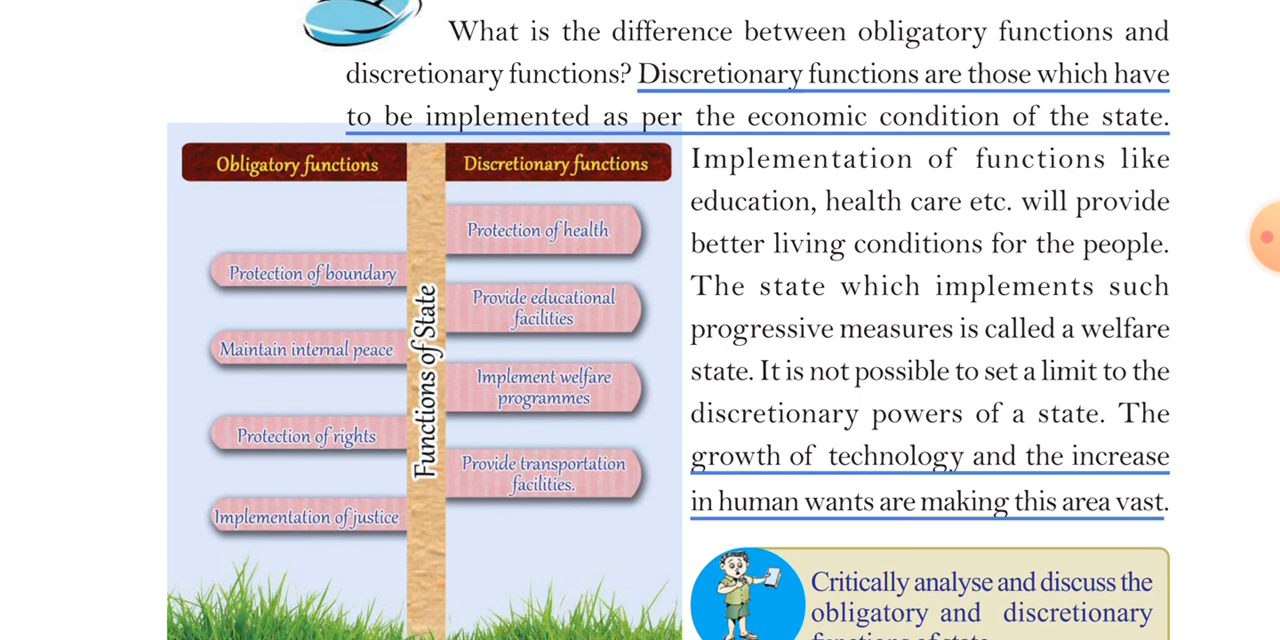 What is the difference between obligatory functions and
discretionary functions? Discretionary functions are those which have
to be implemented as per the economic condition of the state.
Implementation of functions like
education, health care etc. will provide
better living conditions for the people.
The state which implements such
progressive measures is called a welfare
state. It is not possible to set a limit to the
discretionary powers of a state. The
growth of technology and the increase
in human wants are making this area vast.
Obligatory functions
Protection of boundary
Maintain internal peace
Protection of rights
Implementation of justice
Functions of State
Discretionary functions
Protection of health
Provide educational
facilities
Implement welfare
programmes
Provide transportation
facilities.
Critically analyse and discuss the
obligatory and discretionary
functions of state